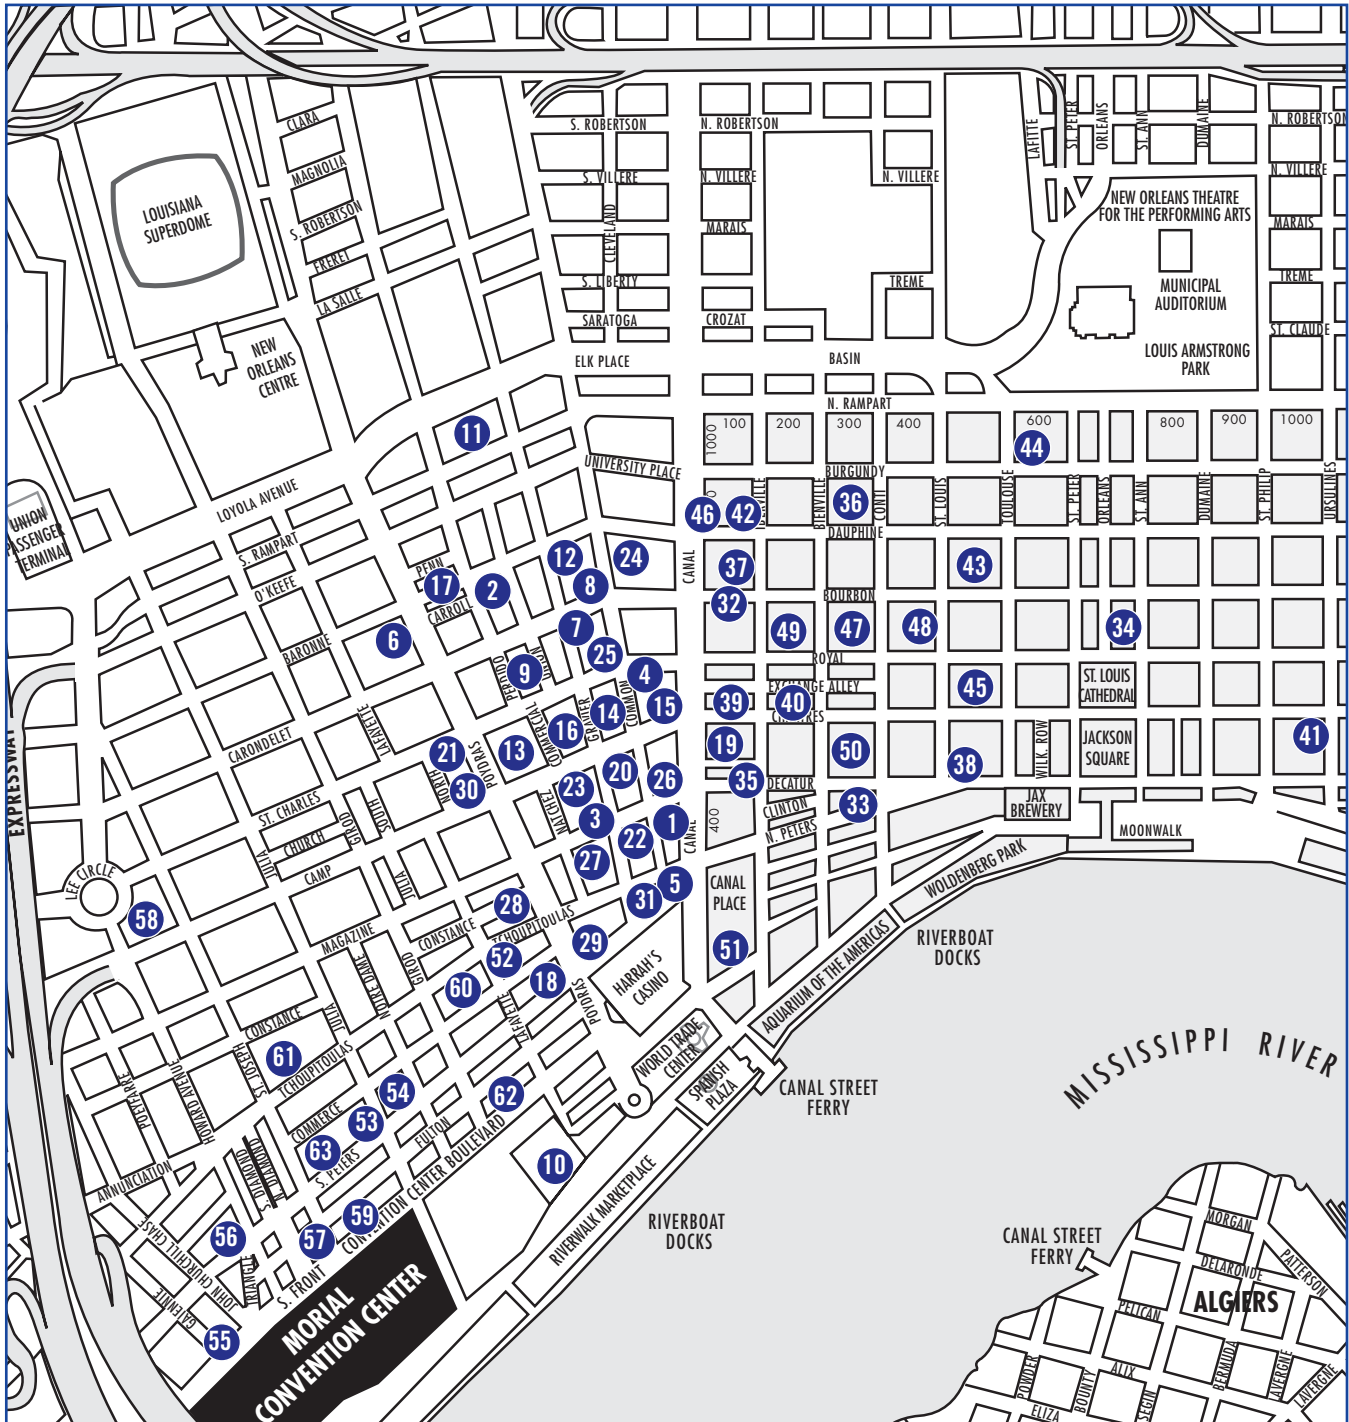 CLARA
MAGNOLIA
S. ROBERTSON
FRERET
LA SALLE
LOUISIANA
SUPERDOME
NEW
ORLEANS
CENTRE
S. ROBERTSON
N. ROBERTSON
S. VILLERE
N. VILLERE
N. VILLERE
CLEVELAND
MARAIS
S. LIBERTY
TREME
SARATOGA
CROZAT
ELK PLACE
BASIN
N. RAMPART
LAFITTE
ST. PETER
ORLEANS
ST. ANN
DUMAINE
N. ROBERTSON
N. VILLERE
MARAIS
TREME
ST. CLAUDE
NEW ORLEANS THEATRE
FOR THE PERFORMING ARTS
MUNICIPAL
AUDITORIUM
LOUIS ARMSTRONG
PARK
100
200
300
400
600
800
900
1000
1000
11
44
UNIVERSITY PLACE
BURGUNDY
46
42
36
BIENVILLE
CONTI
ST. LOUIS
TOULOUSE
ST. PETER
ORLEANS
ST. ANN
DUMAINE
ST. PHILIP
URSULINES
DAUPHINE
UNION
PASSENGER
TERMINAL
LOYOLA AVENUE
S. RAMPART
O'KEEFE
PENN
CARROLL
BARONNE
CANAL
12
24
37
43
17
2
8
BOURBON
32
6
7
49
47
48
34
25
ROYAL
9
PERDIDO
UNION
4
EXCHANGE ALLEY
45
ST. LOUIS
CATHEDRAL
COMMON
15
39
40
14
GRAVIER
CHARTRES
16
COMMERCIAL
13
LAFAYETTE
CARONDELET
21
NORTH
POYDRAS
30
19
50
38
WILK. ROW
JACKSON
SQUARE
41
20
26
35
DECATUR
23
MATCHEZ
ST. CHARLES
CHURCH
CAMP
JULIA
GIROD
SOUTH
3
1
400
CLINTON
N. PETERS
33
JAX
BREWERY
MOONWALK
22
CANAL
27
LEE CIRCLE
58
EXPRESSWAY
JULIA
5
31
CANAL
PLACE
WOLDENBERG PARK
28
TCHOUPITOULAS
CONSTANCE
MAGAZINE
29
51
52
AQUARIUM OF THE AMERICAS
RIVERBOAT
DOCKS
60
18
HARRAH'S
CASINO
POYDRAS
LAFAYETTE
NOTRE DAME
GIROD
JULIA
CONSTANCE
ST. JOSEPH
61
TCHOUPITOULAS
WORLD TRADE
CENTER
SPANISH
PLAZA
CANAL STREET
FERRY
MISSISSIPPI RIVER
POEYFARRE
HOWARD AVENUE
54
62
53
COMMERCE
63
S. PETERS
FULTON
CONVENTION CENTER BOULEVARD
10
ANNUNCIATION
S. DIAMOND
N. DIAMOND
59
57
56
JOHN CHURCHILL CHASE
TRIANGLE
S. FRONT
GAIENNIE
55
MORIAL
CONVENTION CENTER
RIVERWALK MARKETPLACE
RIVERBOAT
DOCKS
CANAL STREET
FERRY
MORGAN
DELARONDE
PATTERSON
ALGIERS
PELICAN
ALIX
BERMUDA
LAVERGNE
LAVERGNE
POWDER
BOUNTY
SEGIN
ELIZA